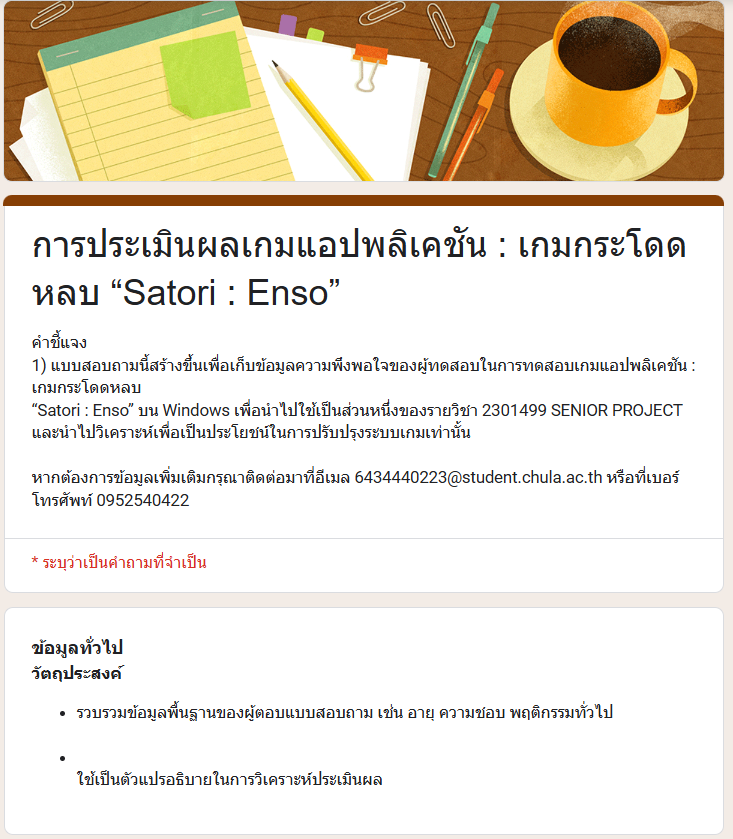 การประเมินผลเกมแอปพลิเคชัน : เกมกระโดด
หลบ “Satori : Enso”
คำชี้แจง
1) แบบสอบถามนี้สร้างขึ้นเพื่อเก็บข้อมูลความพึงพอใจของผู้ทดสอบในการทดสอบเกมแอปพลิเคชัน :
เกมกระโดดหลบ
“Satori : Enso” บน Windows เพื่อนำไปใช้เป็นส่วนหนึ่งของรายวิชา 2301499 SENIOR PROJECT
และนำไปวิเคราะห์เพื่อเป็นประโยชน์ในการปรับปรุงระบบเกมเท่านั้น
หากต้องการข้อมูลเพิ่มเติมกรุณาติดต่อมาที่อีเมล 6434440223@student.chula.ac.th หรือที่เบอร์
โทรศัพท์ 0952540422
* ระบุว่าเป็นคำถามที่จำเป็น
ข้อมูลทั่วไป
วัตถุประสงค์
• รวบรวมข้อมูลพื้นฐานของผู้ตอบแบบสอบถาม เช่น อายุ ความชอบ พฤติกรรมทั่วไป
•
ใช้เป็นตัวแปรอธิบายในการวิเคราะห์ประเมินผล